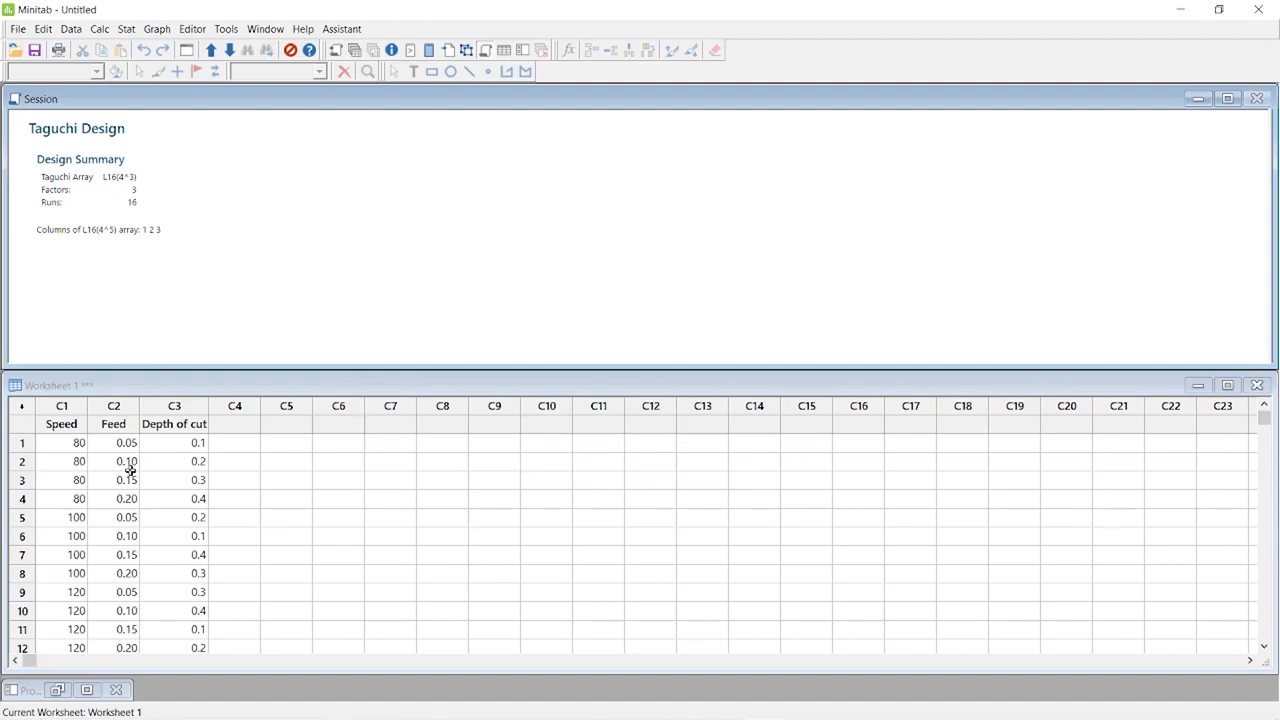 Minitab - Untitled
File Edit Data Calc Stat Graph Editor Tools Window Help Assistant
Session
Taguchi Design
Design Summary
Taguchi Array L16(4^3)
Factors: 3
Runs: 16
Columns of L16(4^5) array: 1 2 3
Worksheet 1 ***
C1 C2 C3 C4 C5 C6 C7 C8 C9 C10 C11 C12 C13 C14 C15 C16 C17 C18 C19 C20 C21 C22 C23
Speed Feed Depth of cut
1 80 0.05 0.1
2 80 0.10 0.2
3 80 0.15 0.3
4 80 0.20 0.4
5 100 0.05 0.2
6 100 0.10 0.1
7 100 0.15 0.4
8 100 0.20 0.3
9 120 0.05 0.3
10 120 0.10 0.4
11 120 0.15 0.1
12 120 0.20 0.2
Pro...
Current Worksheet: Worksheet 1